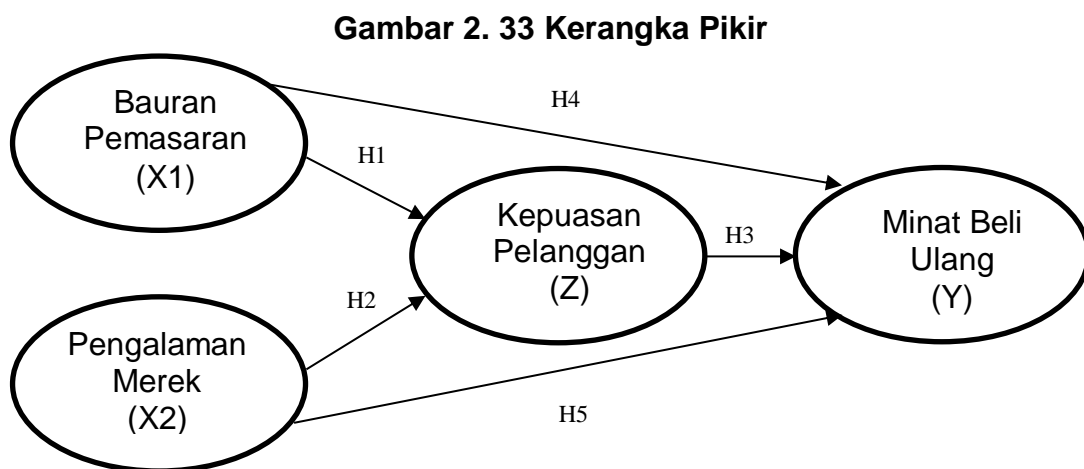 Gambar 2. 33 Kerangka Pikir
Bauran
Pemasaran
(X1)
H4
H1
Kepuasan
Pelanggan
(Z)
H3
Minat Beli
Ulang
(Y)
H2
Pengalaman
Merek
(X2)
H5